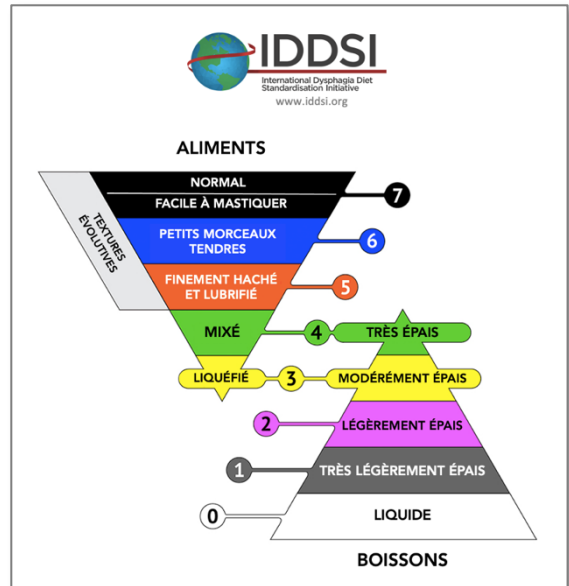 IDDSI
International Dysphagia Diet
Standardisation Initiative
www.iddsi.org
ALIMENTS
NORMAL
FACILE À MASTIQUER
7
TEXTURES
ÉVOLUTIVES
PETITS MORCEAUX
TENDRES
6
FINEMENT HACHÉ
ET LUBRIFIÉ
5
MIXÉ
4
TRÈS ÉPAIS
LIQUÉFIÉ
3
MODÉRÉMENT ÉPAIS
2
LÉGÈREMENT ÉPAIS
1
TRÈS LÉGÈREMENT ÉPAIS
0
LIQUIDE
BOISSONS